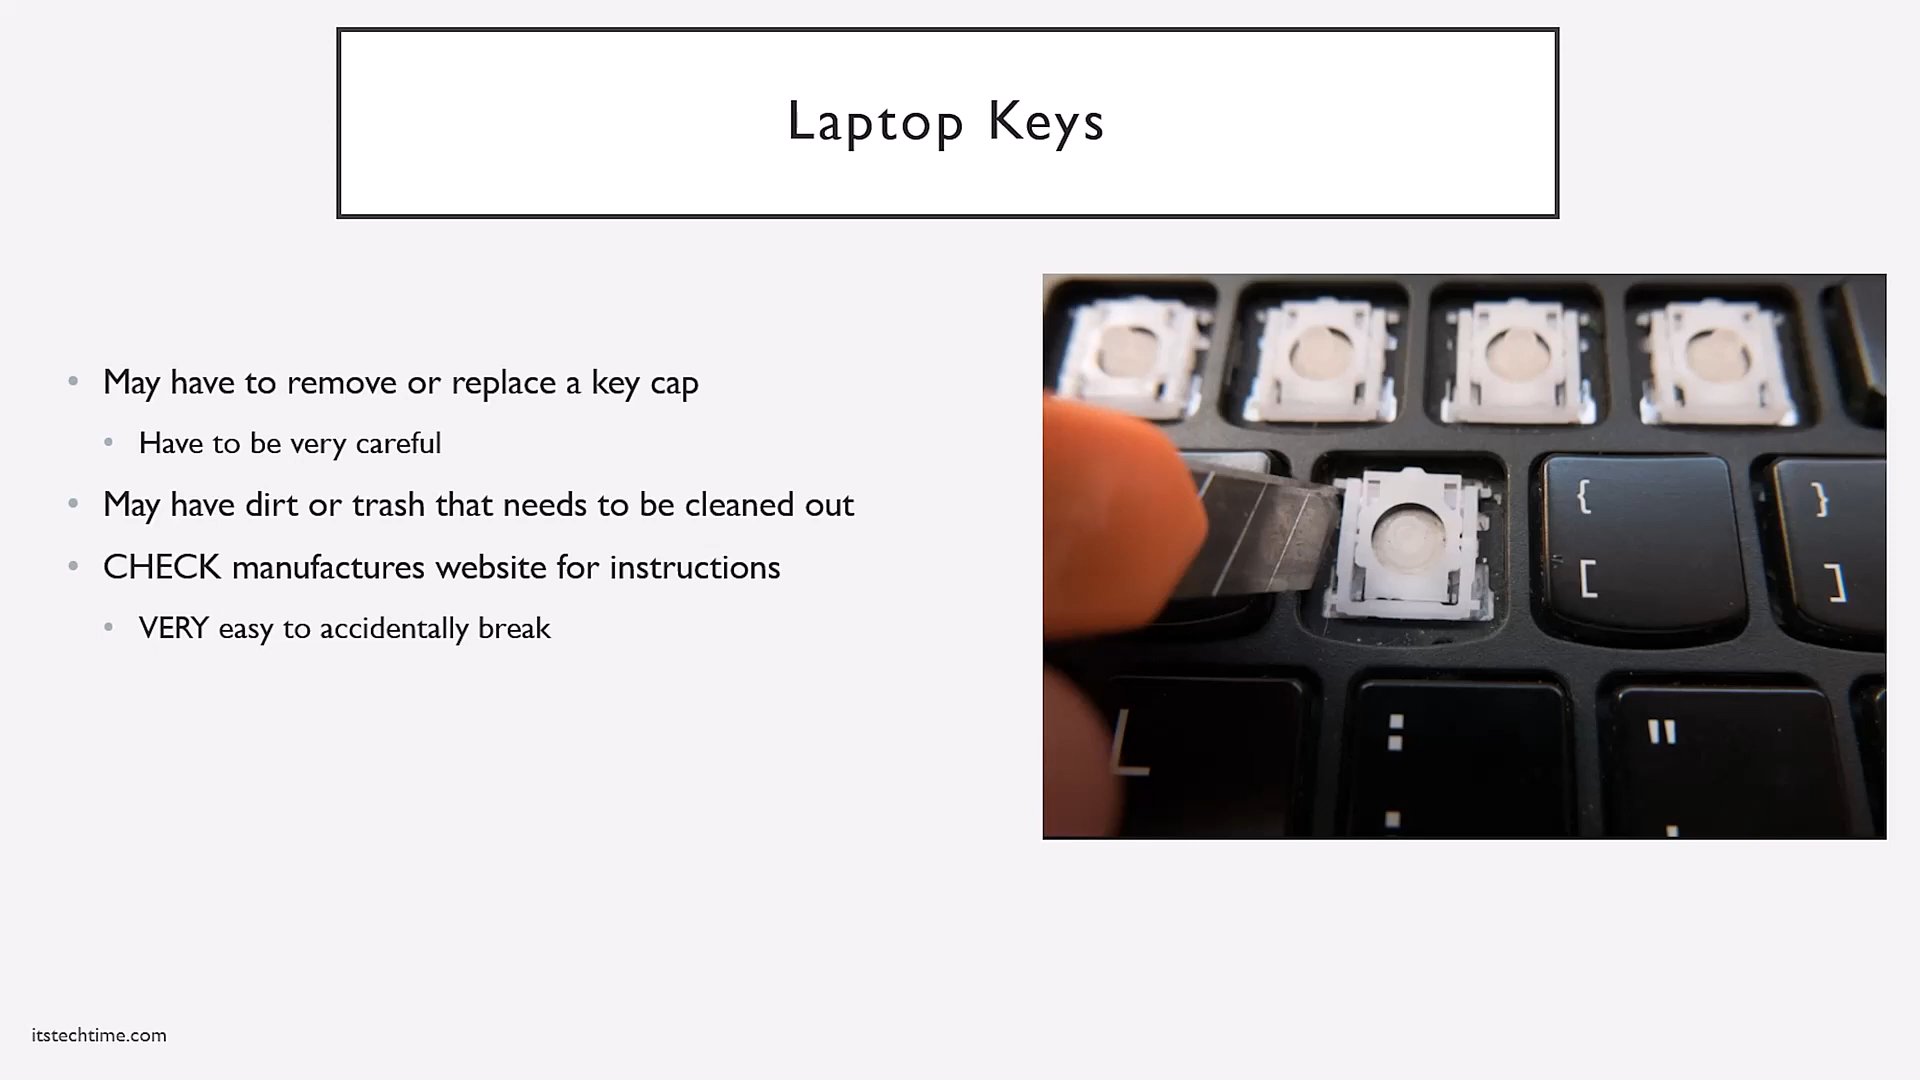 Laptop Keys
May have to remove or replace a key cap
Have to be very careful
May have dirt or trash that needs to be cleaned out
CHECK manufactures website for instructions
VERY easy to accidentally break
{ }
[ ]
L : "
; '
itstechtime.com